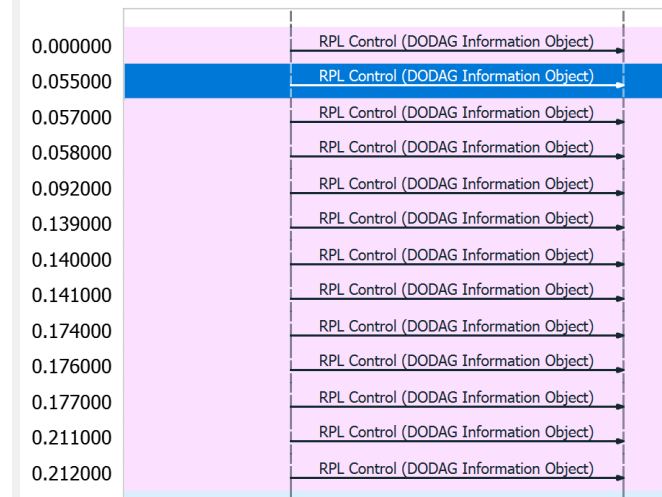 0.000000 RPL Control (DODAG Information Object)
0.055000 RPL Control (DODAG Information Object)
0.057000 RPL Control (DODAG Information Object)
0.058000 RPL Control (DODAG Information Object)
0.092000 RPL Control (DODAG Information Object)
0.139000 RPL Control (DODAG Information Object)
0.140000 RPL Control (DODAG Information Object)
0.141000 RPL Control (DODAG Information Object)
0.174000 RPL Control (DODAG Information Object)
0.176000 RPL Control (DODAG Information Object)
0.177000 RPL Control (DODAG Information Object)
0.211000 RPL Control (DODAG Information Object)
0.212000 RPL Control (DODAG Information Object)